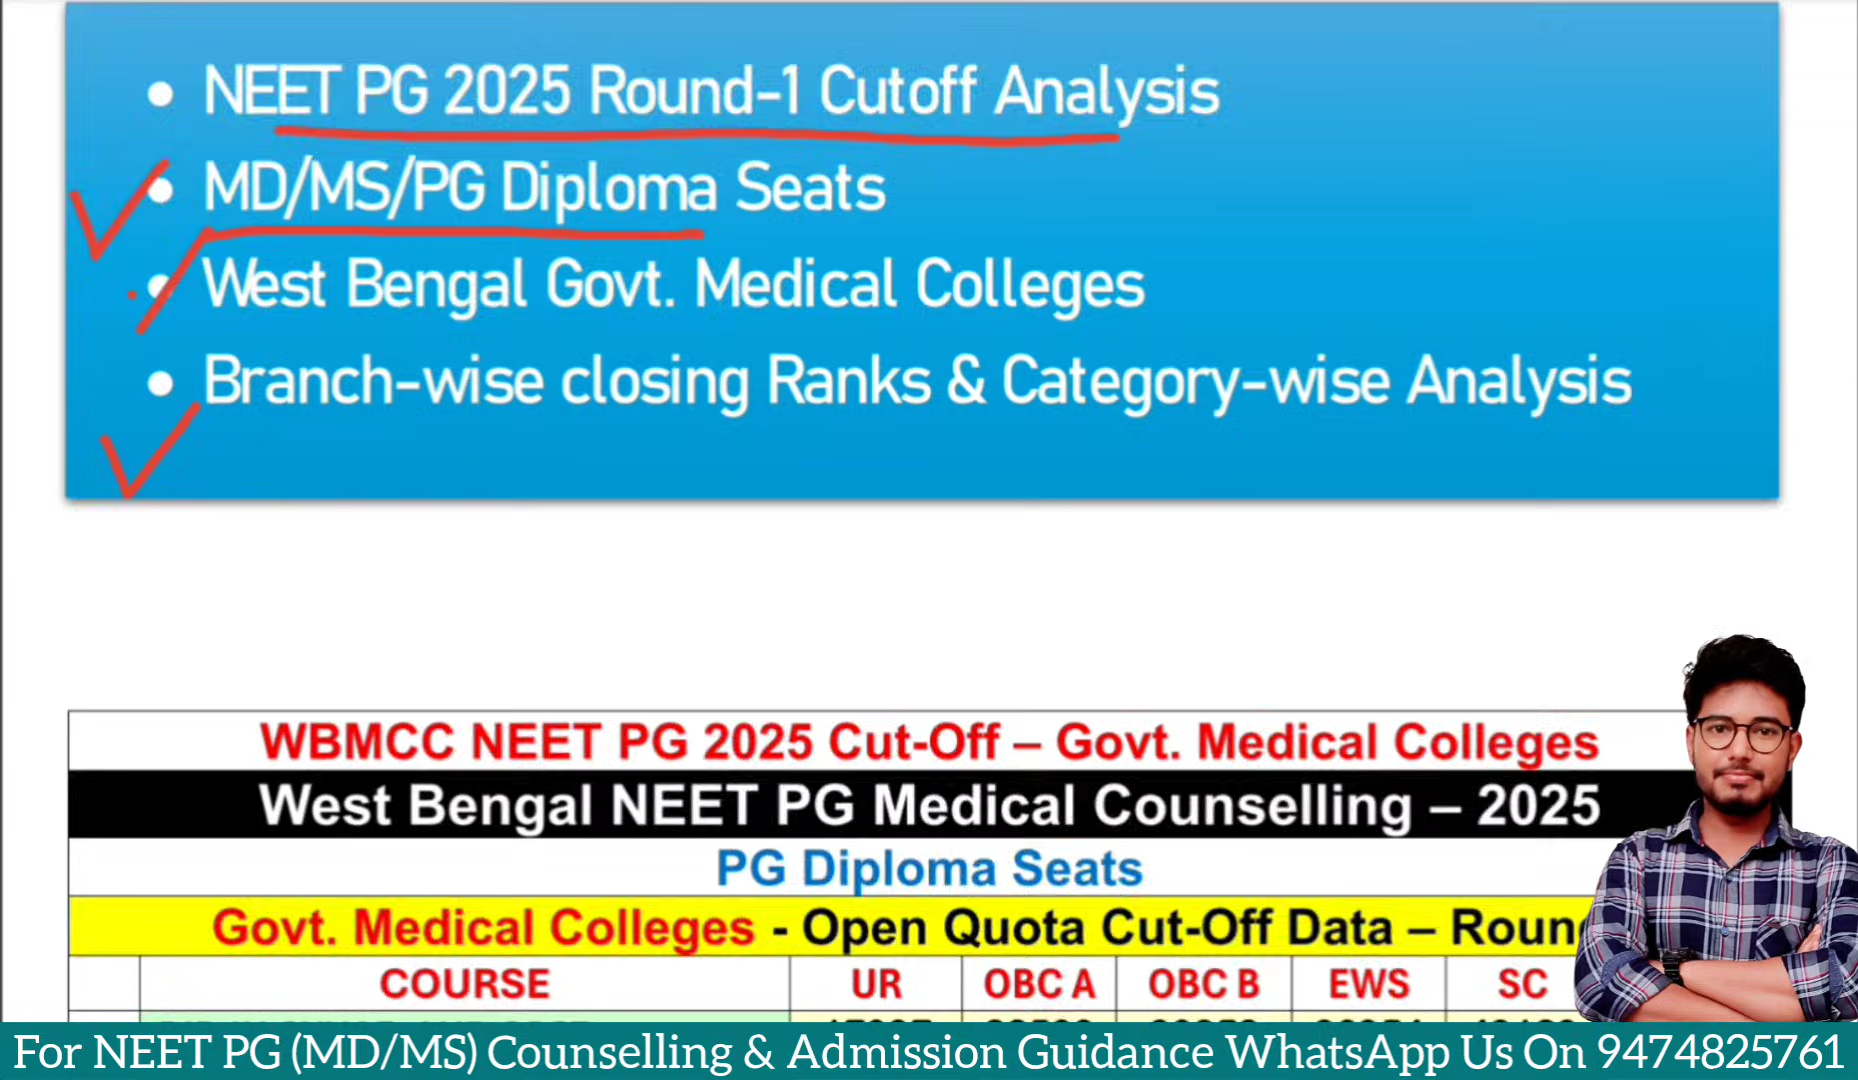 • NEET PG 2025 Round-1 Cutoff Analysis
• MD/MS/PG Diploma Seats
• West Bengal Govt. Medical Colleges
• Branch-wise closing Ranks & Category-wise Analysis
WBMCC NEET PG 2025 Cut-Off – Govt. Medical Colleges
West Bengal NEET PG Medical Counselling – 2025
PG Diploma Seats
Govt. Medical Colleges - Open Quota Cut-Off Data – Roun
COURSE UR OBC A OBC B EWS SC
For NEET PG (MD/MS) Counselling & Admission Guidance WhatsApp Us On 9474825761